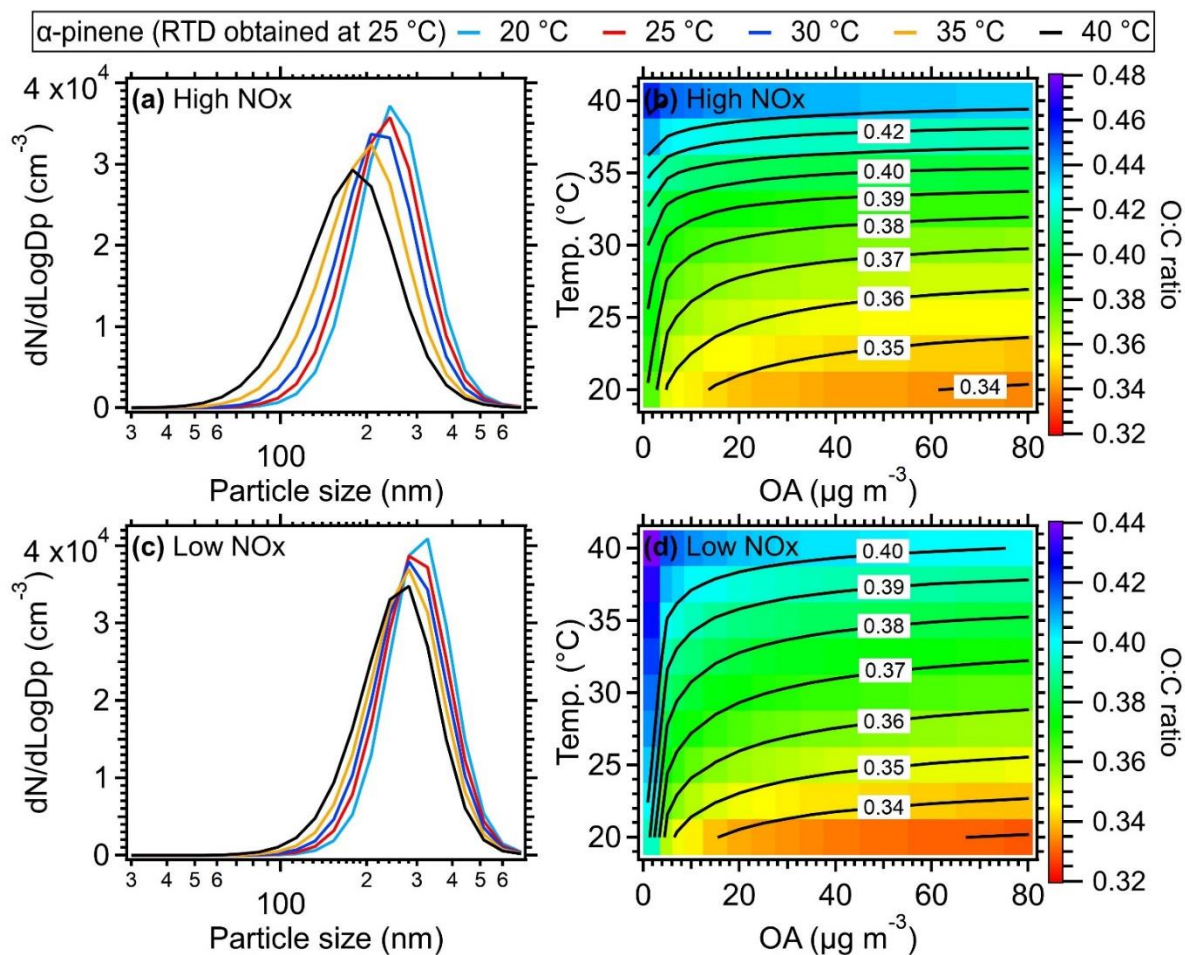 α-pinene (RTD obtained at 25 °C) 20 °C 25 °C 30 °C 35 °C 40 °C
(a) High NOx
4 x10⁴
3
2
1
0
dN/dLogDp (cm⁻³)
3 4 5 6 2 3 4 5 6
100
Particle size (nm)
(b) High NOx
40
35
30
25
20
Temp. (°C)
0.42
0.40
0.39
0.38
0.37
0.36
0.35
0.34
0 20 40 60 80
OA (µg m⁻³)
0.48
0.46
0.44
0.42
0.40
0.38
0.36
0.34
0.32
O:C ratio
(c) Low NOx
4 x10⁴
3
2
1
0
dN/dLogDp (cm⁻³)
3 4 5 6 2 3 4 5 6
100
Particle size (nm)
(d) Low NOx
40
35
30
25
20
Temp. (°C)
0.40
0.39
0.38
0.37
0.36
0.35
0.34
0 20 40 60 80
OA (µg m⁻³)
0.44
0.42
0.40
0.38
0.36
0.34
0.32
O:C ratio